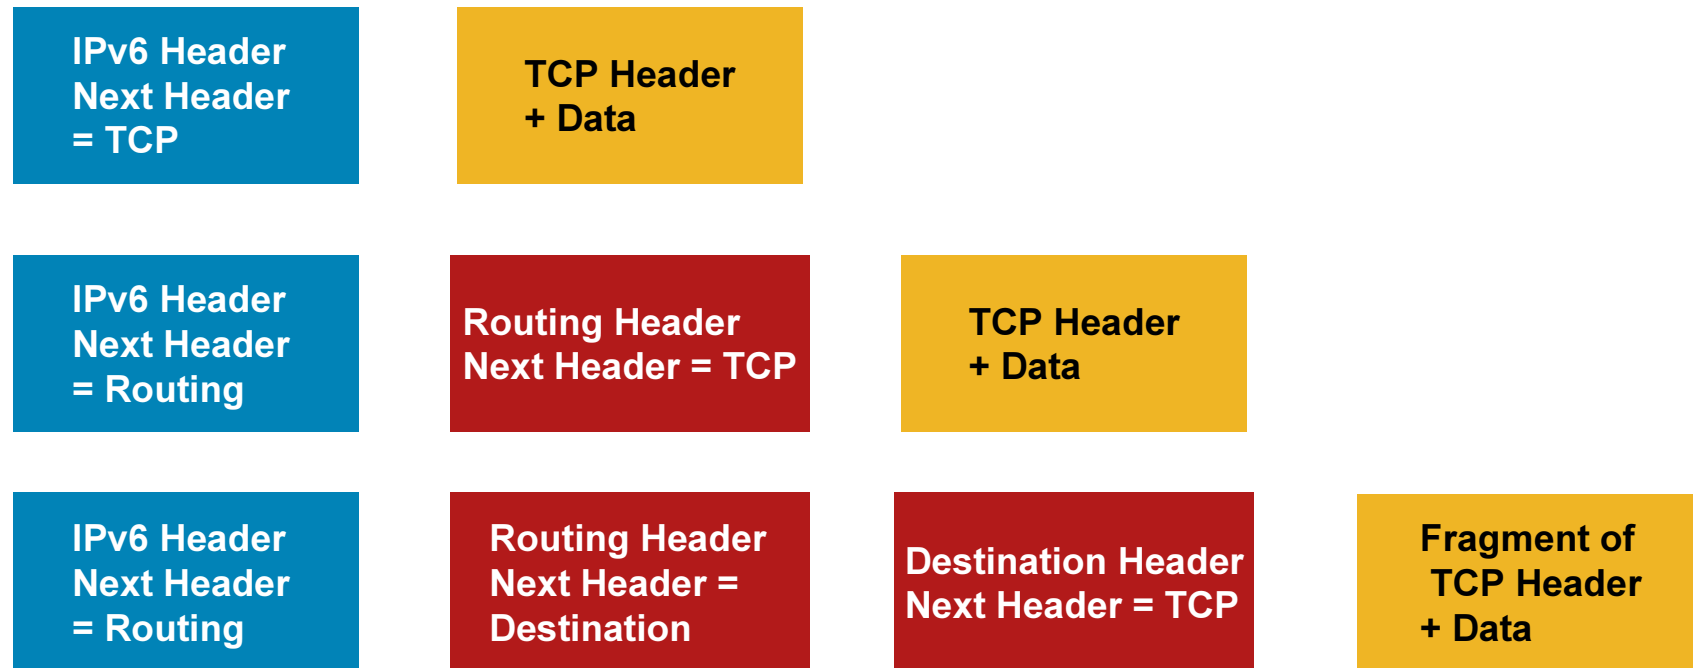 IPv6 Header
Next Header
= TCP
TCP Header
+ Data
IPv6 Header
Next Header
= Routing
Routing Header
Next Header = TCP
TCP Header
+ Data
IPv6 Header
Next Header
= Routing
Routing Header
Next Header =
Destination
Destination Header
Next Header = TCP
Fragment of
TCP Header
+ Data